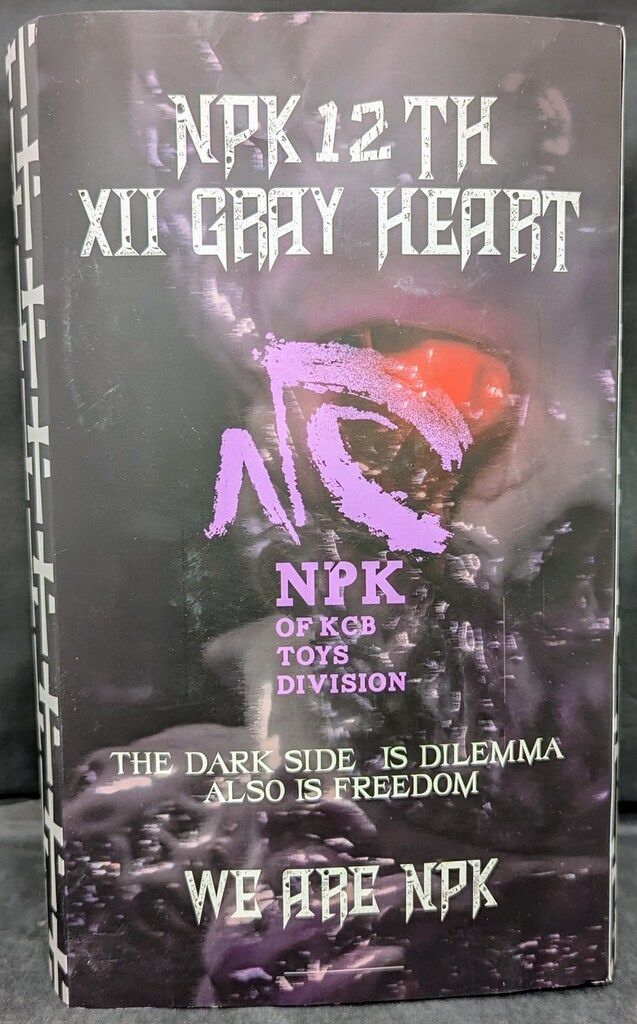 NPK 12TH
XII GRAY HEART
NPK
OF KCB
TOYS
DIVISION
THE DARK SIDE IS DILEMMA
ALSO IS FREEDOM
WE ARE NPK